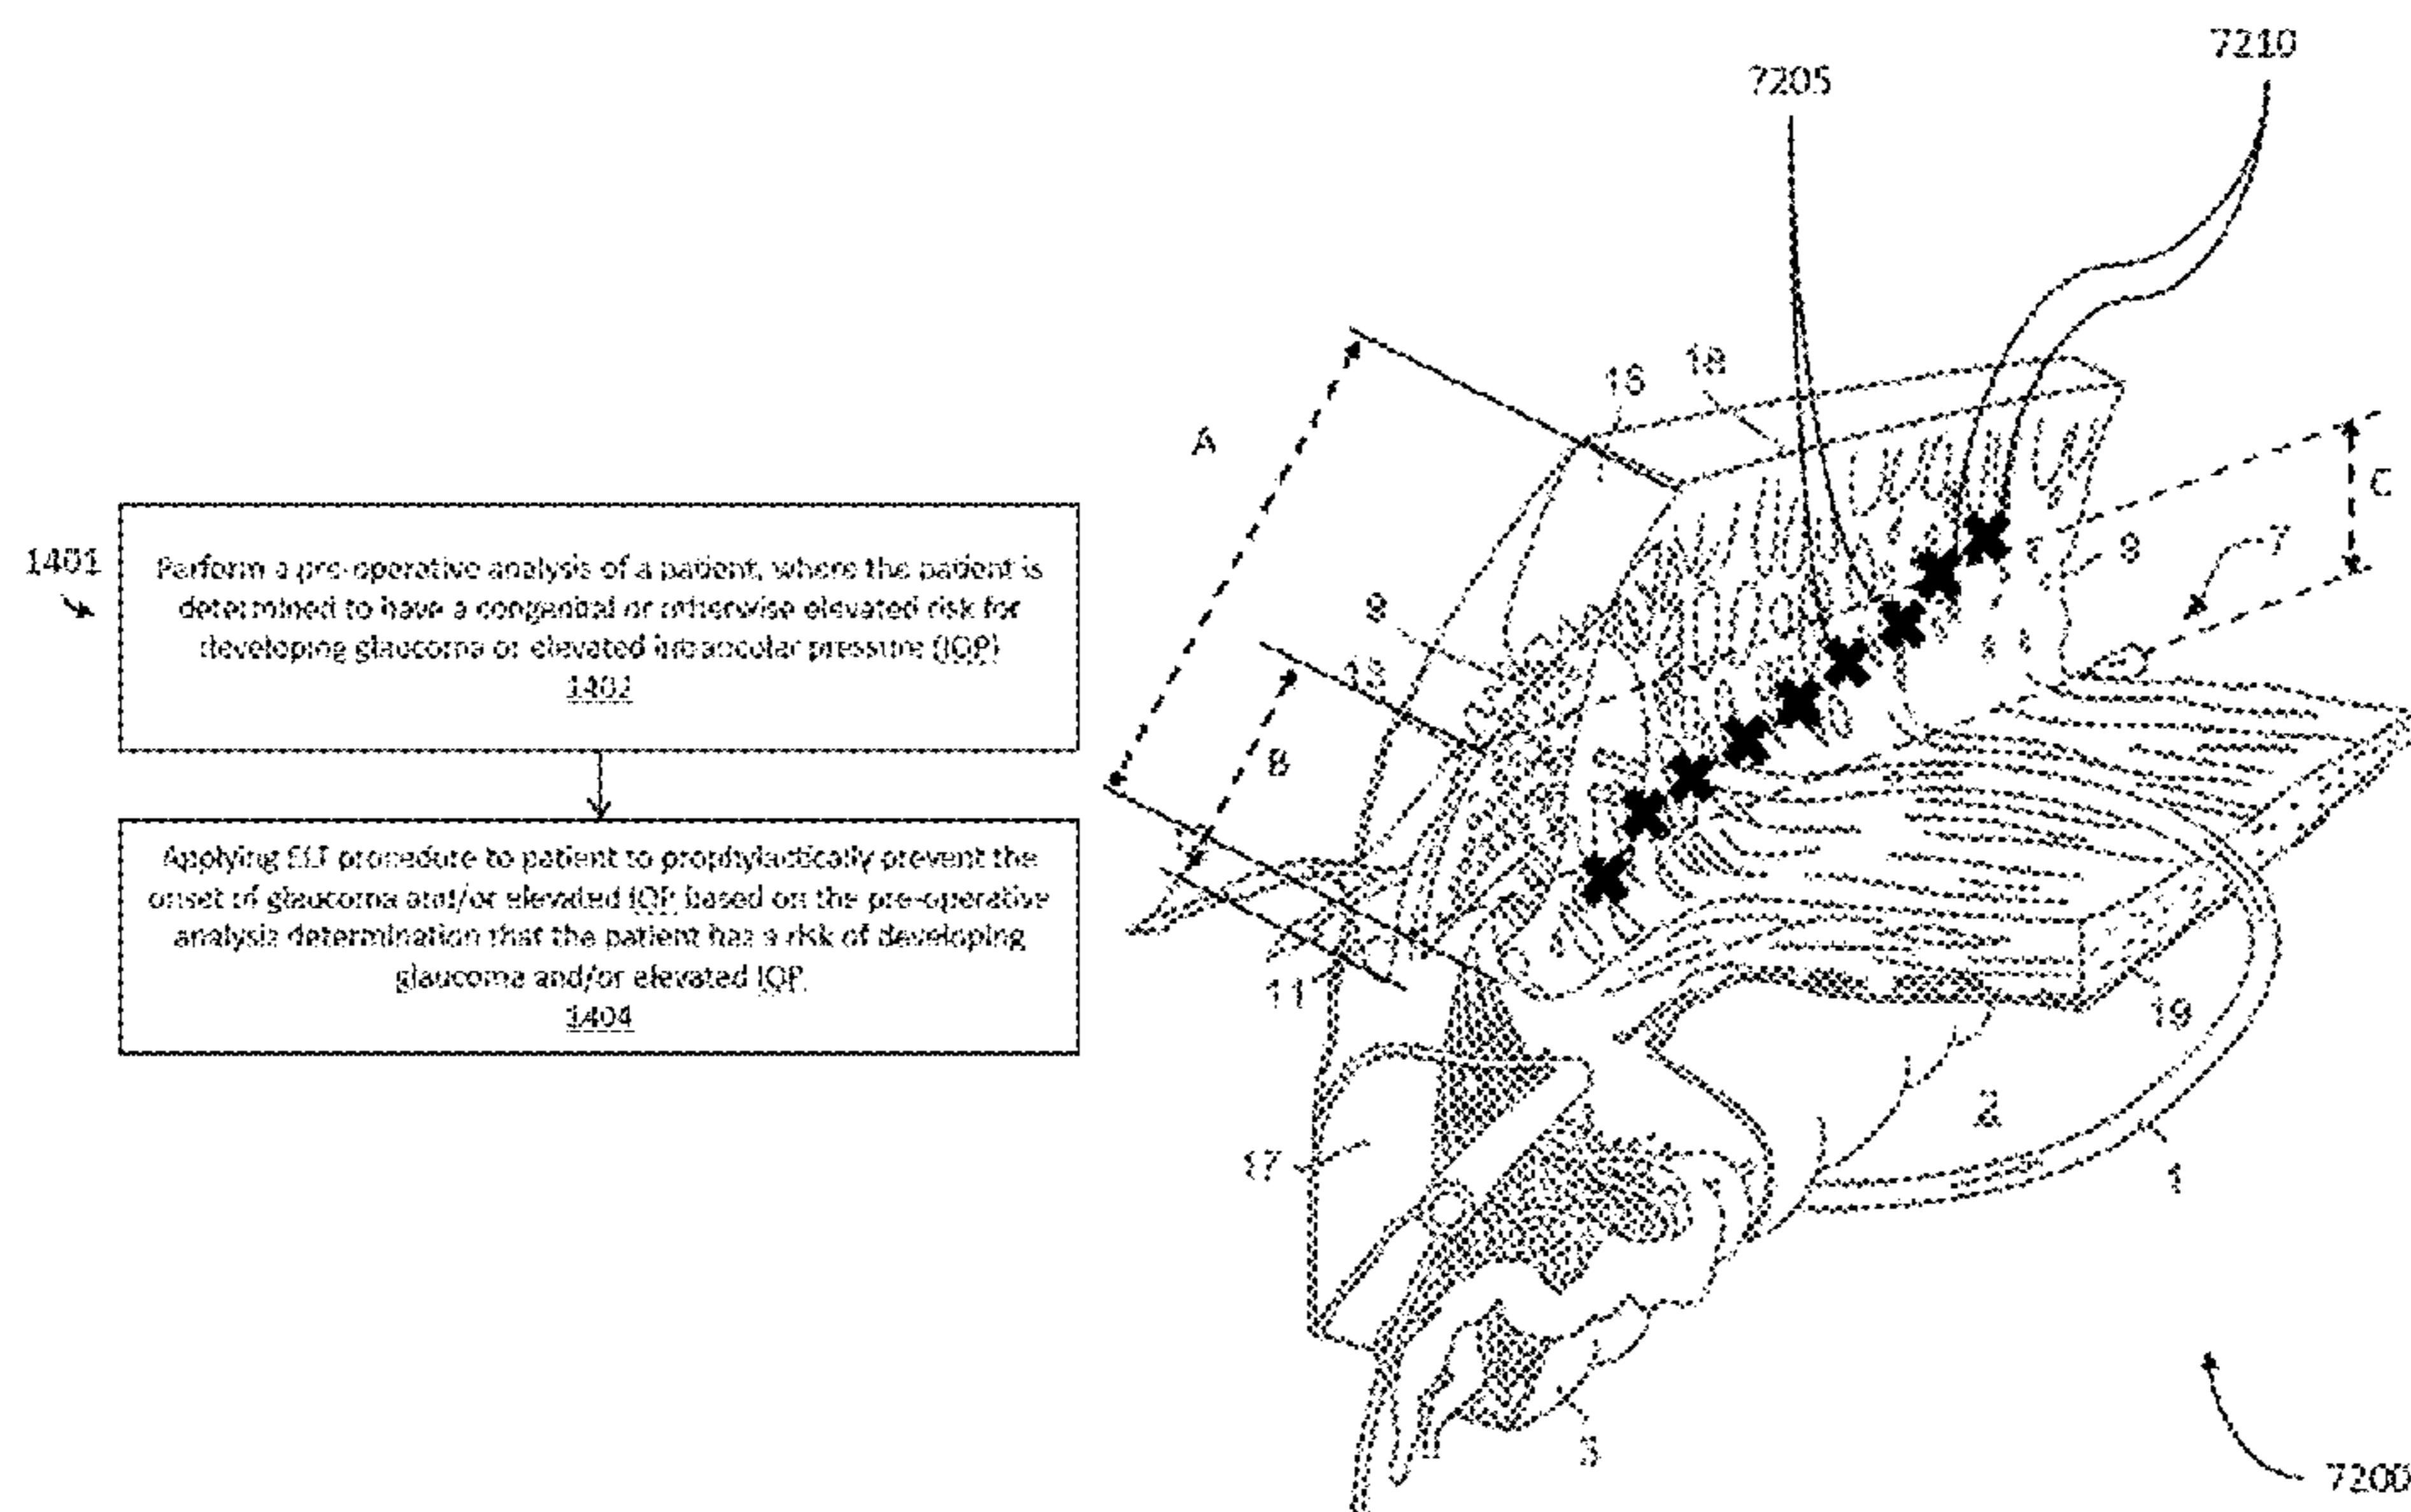 1401
Perform a pre-operative analysis of a patient, where the patient is
determined to have a congenital or otherwise elevated risk for
developing glaucoma or elevated intraocular pressure (IOP)
1402
Applying ELT procedure to patient to prophylactically prevent the
onset of glaucoma and/or elevated IOP based on the pre-operative
analysis determination that the patient has a risk of developing
glaucoma and/or elevated IOP
1404
7210
7205
16
18
A
C
9
7
9
13
B
11
19
2
17
1
3
7200